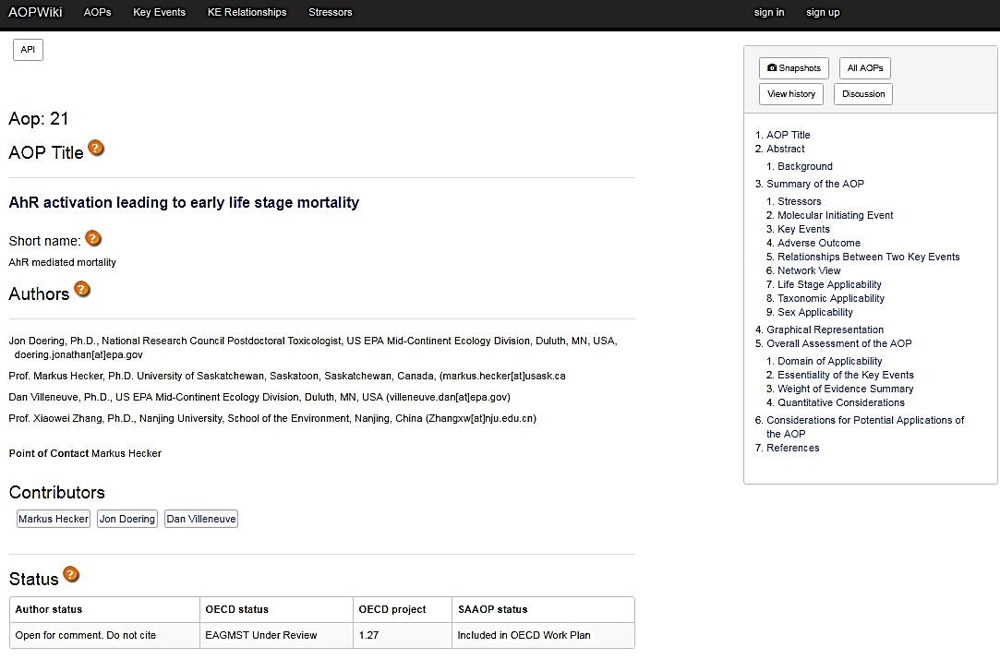 AOPWiki AOPs Key Events KE Relationships Stressors sign in sign up
API
Aop: 21
AOP Title ?
AhR activation leading to early life stage mortality
Short name: ?
AhR mediated mortality
Authors ?
Jon Doering, Ph.D., National Research Council Postdoctoral Toxicologist, US EPA Mid-Continent Ecology Division, Duluth, MN, USA,
doering.jonathan[at]epa.gov
Prof. Markus Hecker, Ph.D. University of Saskatchewan, Saskatoon, Saskatchewan, Canada, (markus.hecker[at]usask.ca
Dan Villeneuve, Ph.D., US EPA Mid-Continent Ecology Division, Duluth, MN, USA (villeneuve.dan[at]epa.gov)
Prof. Xiaowei Zhang, Ph.D., Nanjing University, School of the Environment, Nanjing, China (Zhangxw[at]nju.edu.cn)
Point of Contact Markus Hecker
Contributors
Markus Hecker Jon Doering Dan Villeneuve
Status ?
Author status OECD status OECD project SAAOP status
Open for comment. Do not cite EAGMST Under Review 1.27 Included in OECD Work Plan
Snapshots All AOPs
View history Discussion
1. AOP Title
2. Abstract
1. Background
3. Summary of the AOP
1. Stressors
2. Molecular Initiating Event
3. Key Events
4. Adverse Outcome
5. Relationships Between Two Key Events
6. Network View
7. Life Stage Applicability
8. Taxonomic Applicability
9. Sex Applicability
4. Graphical Representation
5. Overall Assessment of the AOP
1. Domain of Applicability
2. Essentiality of the Key Events
3. Weight of Evidence Summary
4. Quantitative Considerations
6. Considerations for Potential Applications of
the AOP
7. References